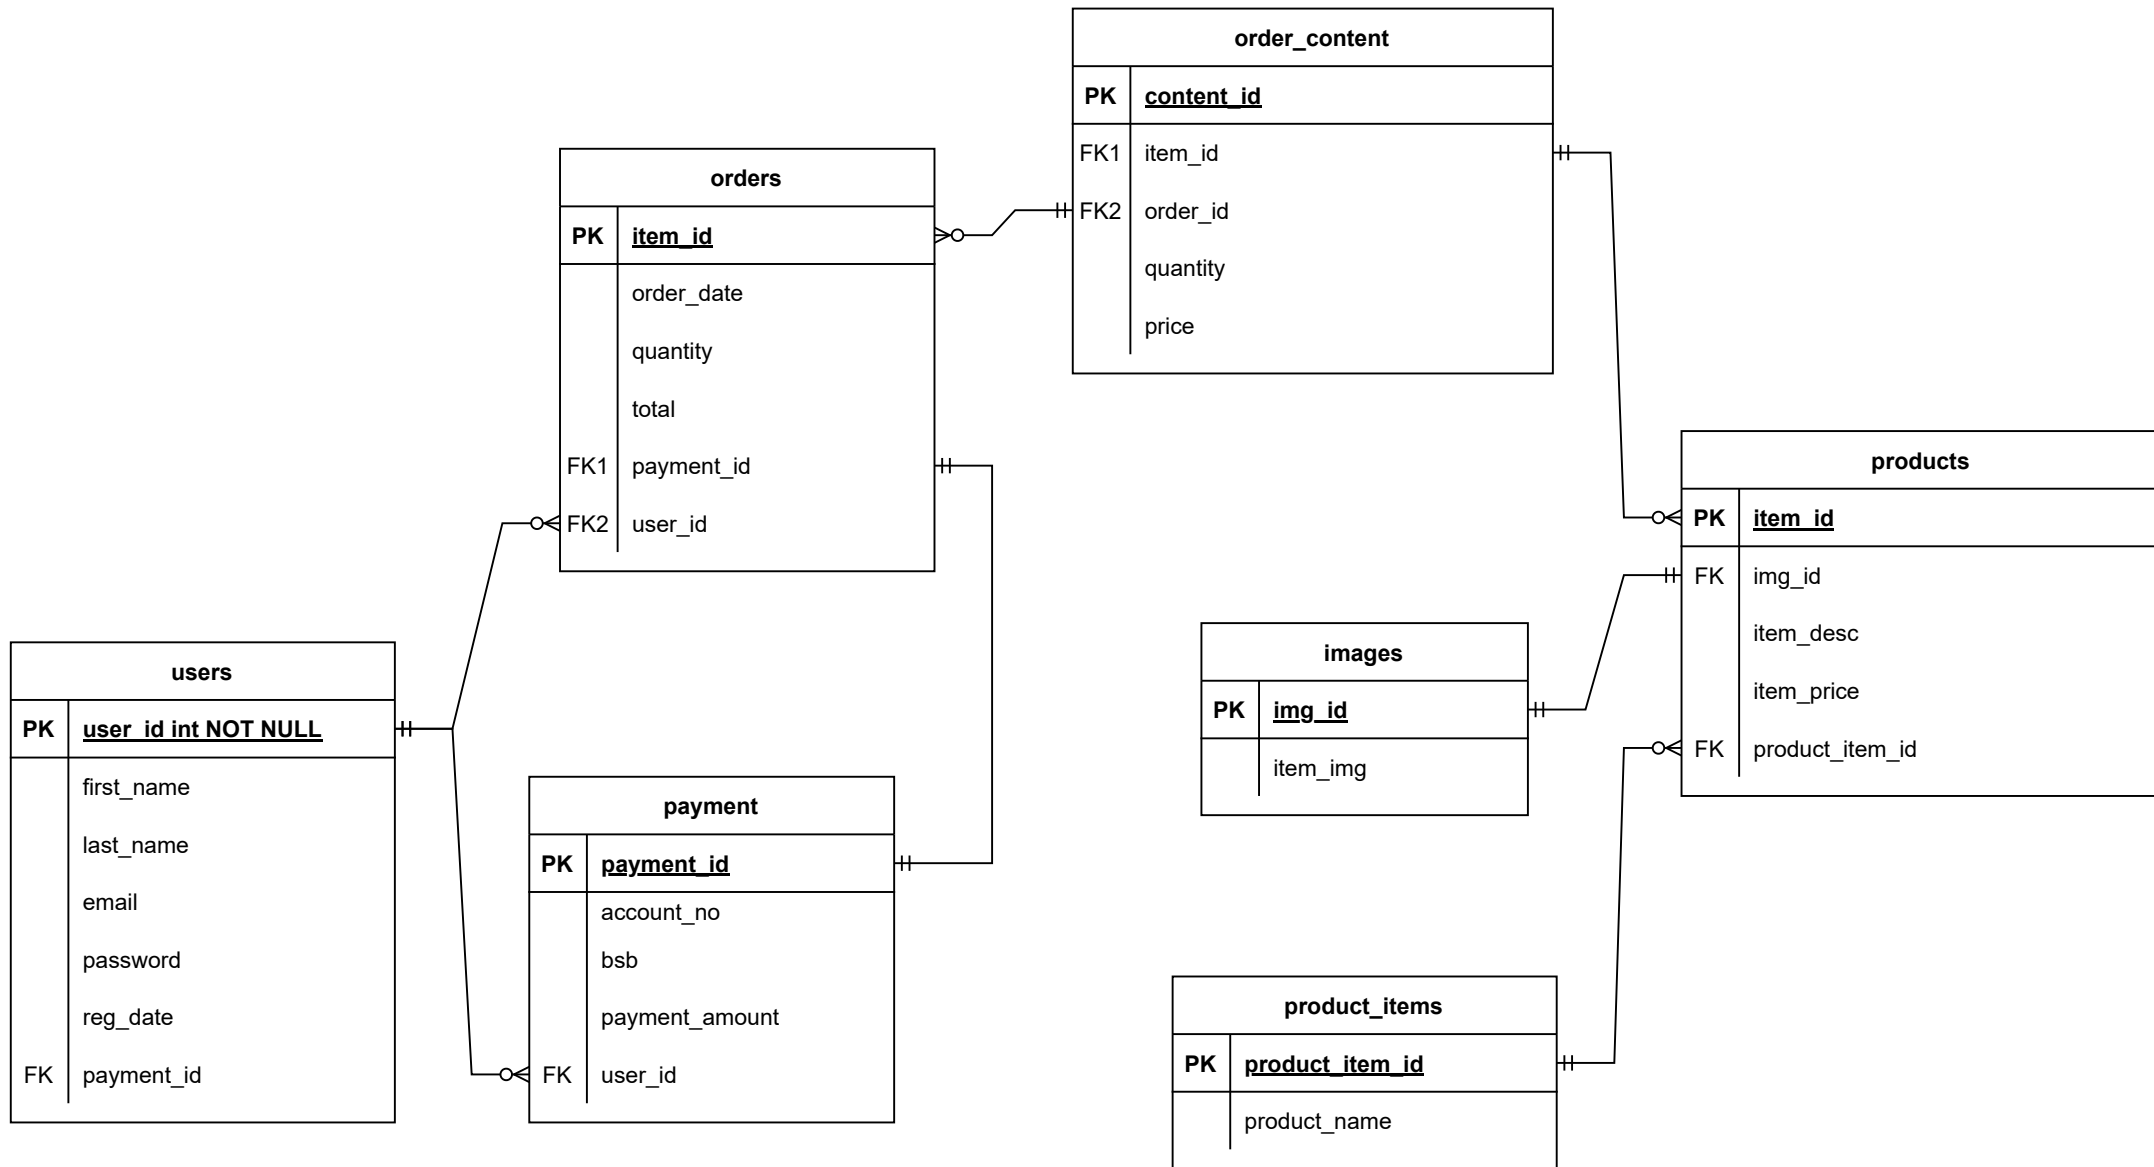 order_content
PK content_id
FK1 item_id
FK2 order_id
quantity
price
orders
PK item_id
order_date
quantity
total
FK1 payment_id
FK2 user_id
products
PK item_id
FK img_id
item_desc
item_price
FK product_item_id
users
PK user_id int NOT NULL
first_name
last_name
email
password
reg_date
FK payment_id
payment
PK payment_id
account_no
bsb
payment_amount
FK user_id
images
PK img_id
item_img
product_items
PK product_item_id
product_name